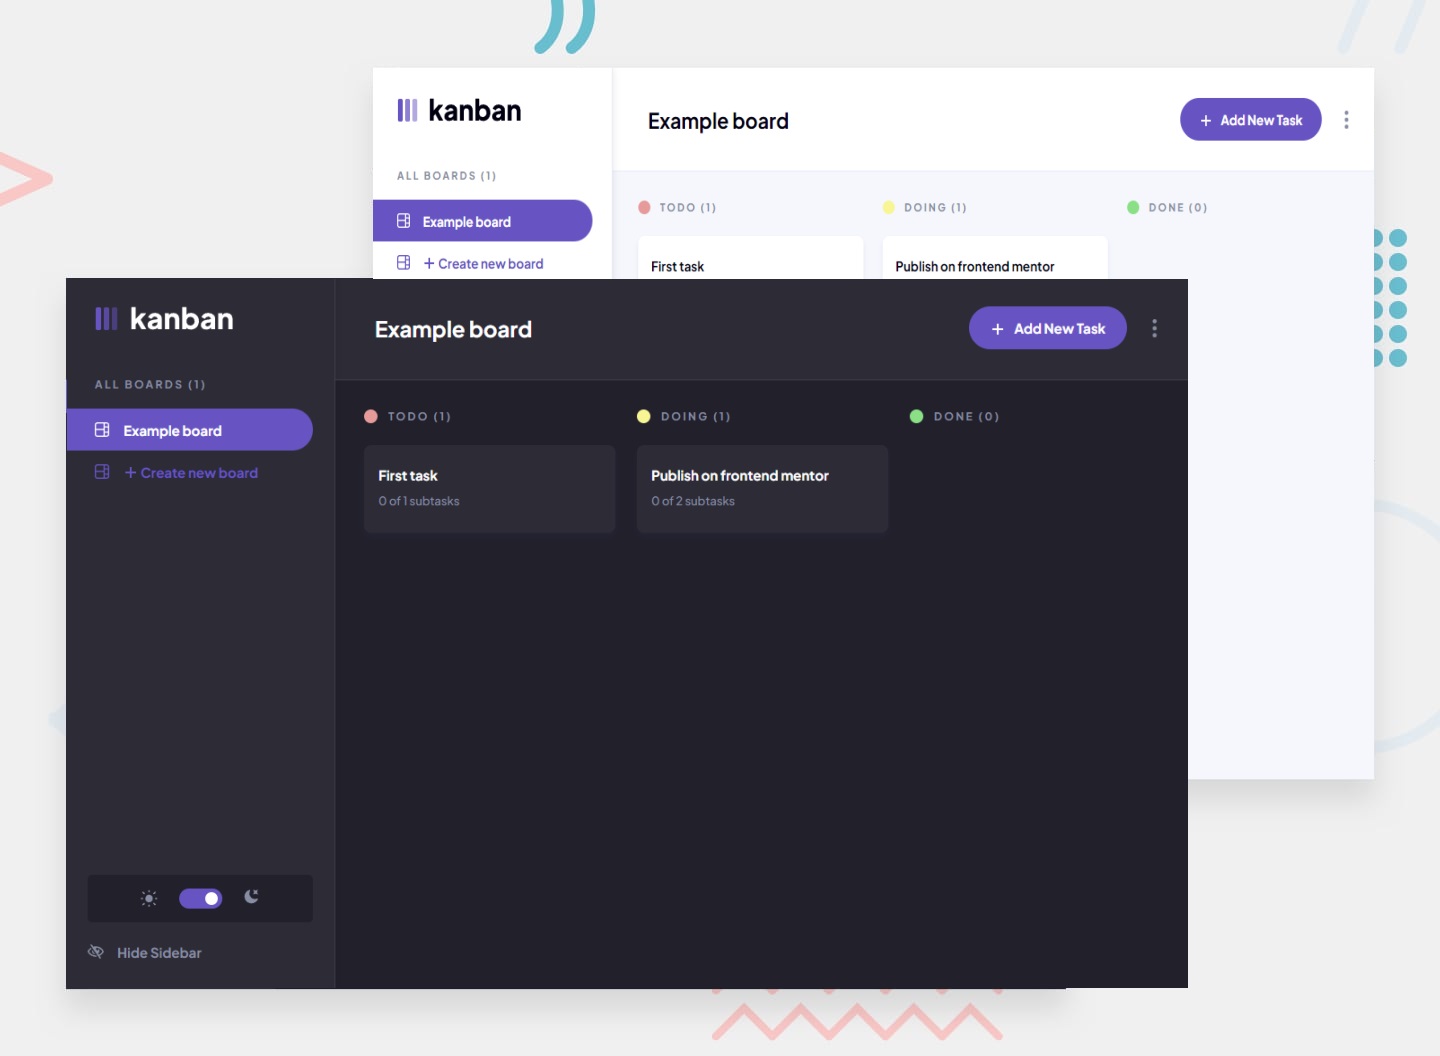 kanban
Example board
+ Add New Task
ALL BOARDS (1)
Example board
+ Create new board
TODO (1)
DOING (1)
DONE (0)
First task
Publish on frontend mentor
kanban
Example board
+ Add New Task
ALL BOARDS (1)
Example board
+ Create new board
TODO (1)
DOING (1)
DONE (0)
First task
0 of 1 subtasks
Publish on frontend mentor
0 of 2 subtasks
Hide Sidebar